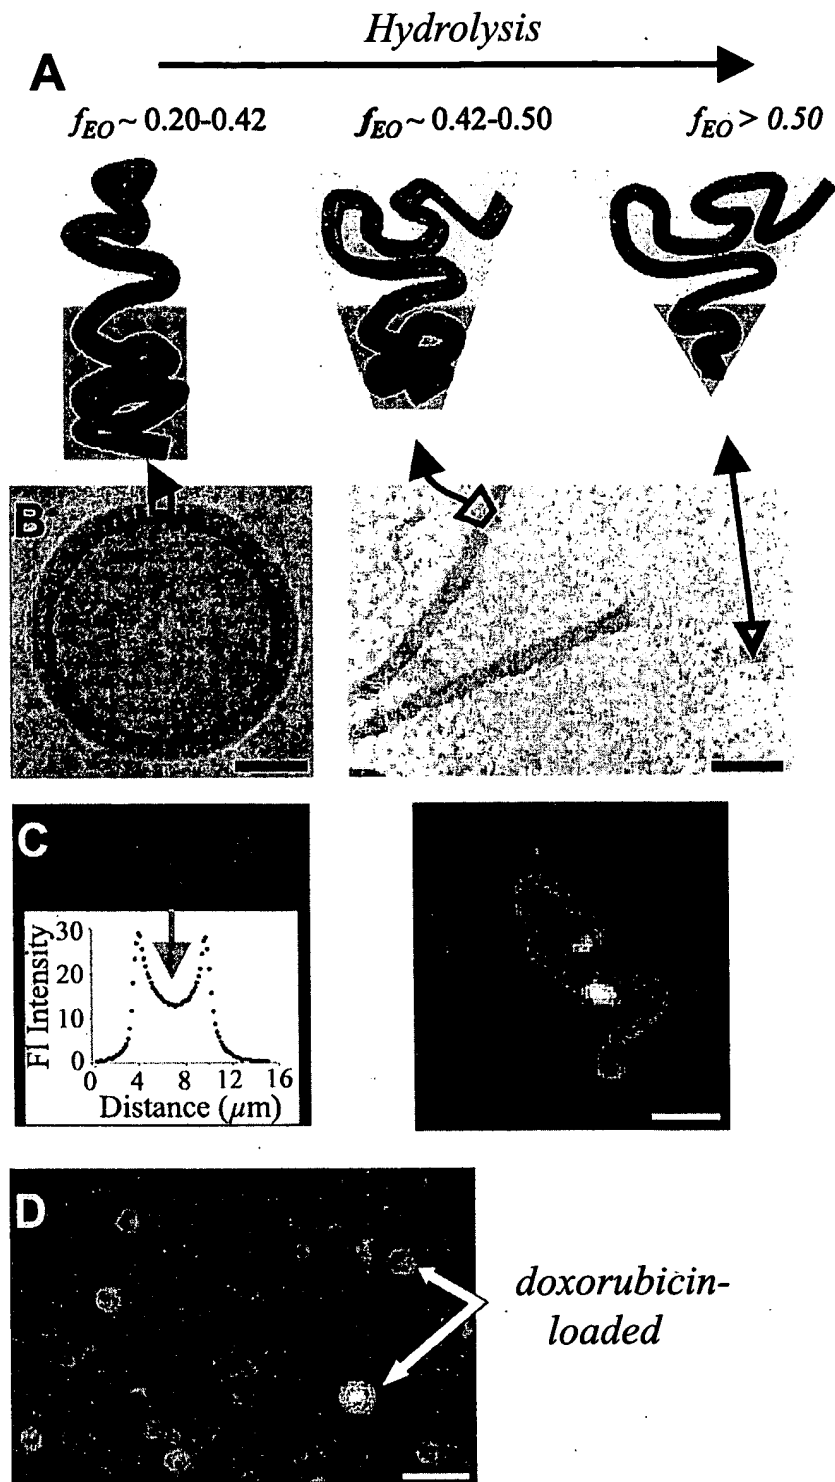 Hydrolysis
A
f_EO ~ 0.20-0.42 f_EO ~ 0.42-0.50 f_EO > 0.50
B
C
30
20
10
0
Fl Intensity
0 4 8 12 16
Distance (μm)
D
doxorubicin-
loaded